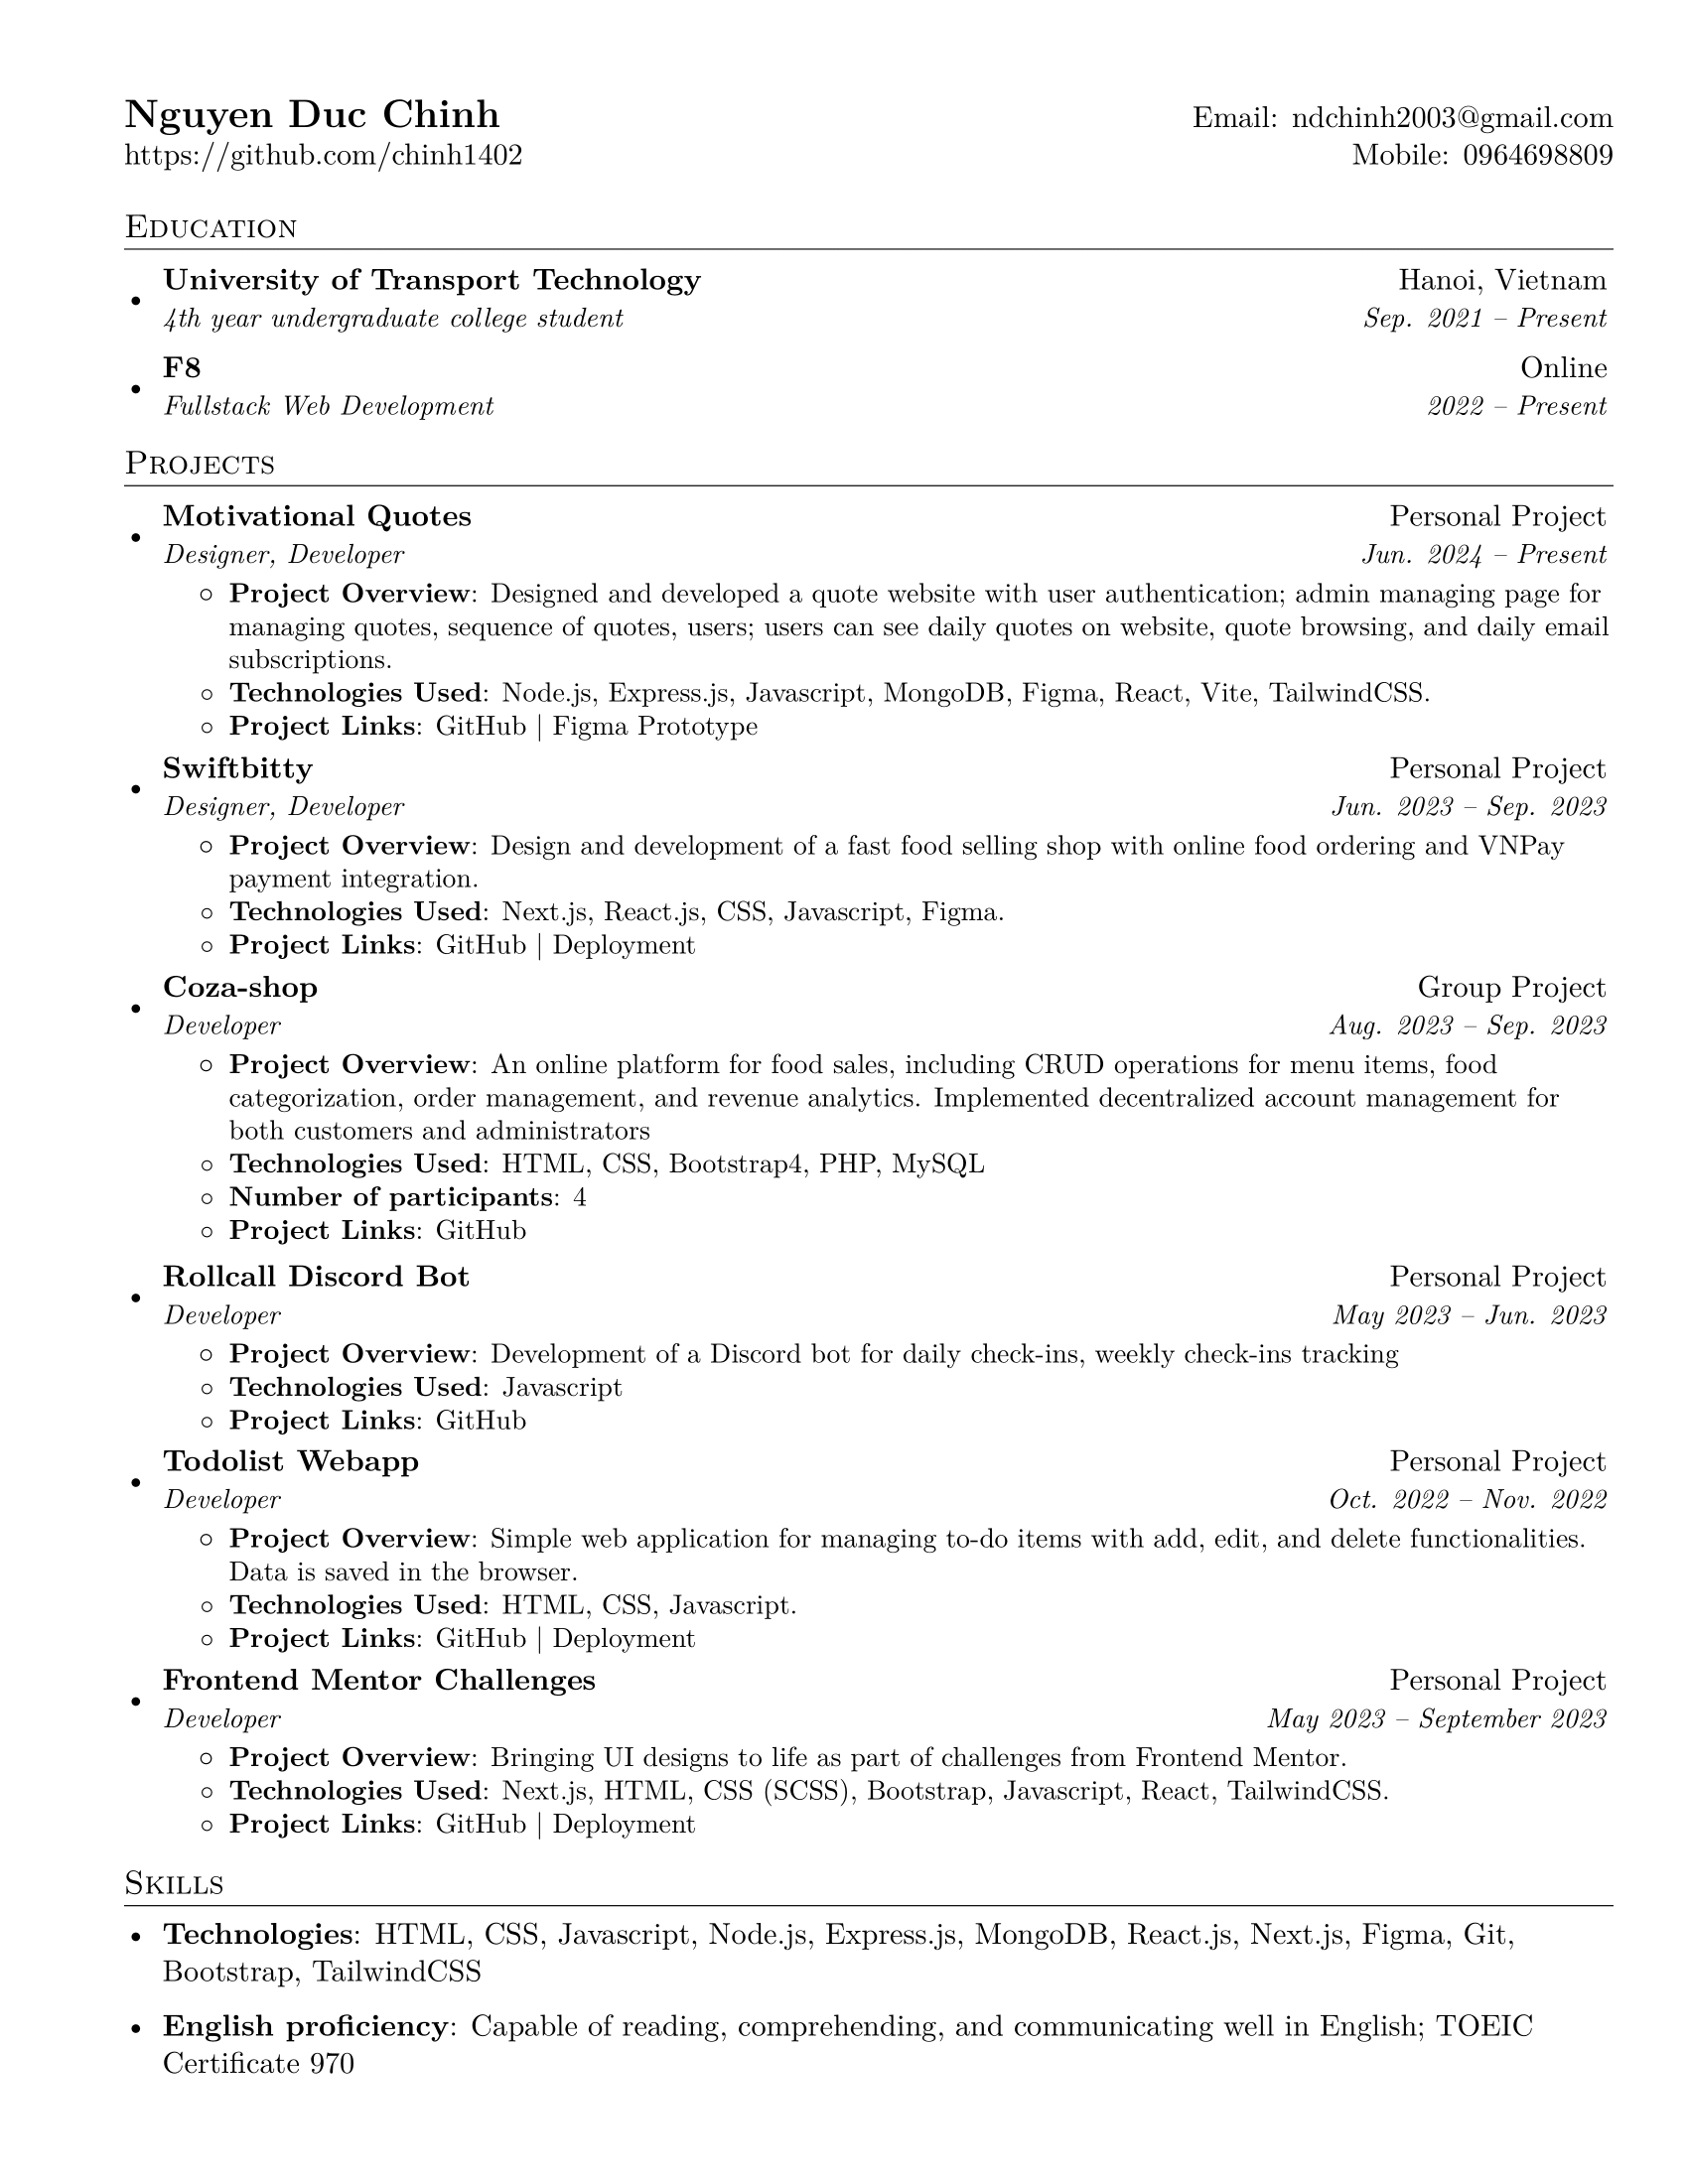 Nguyen Duc Chinh
Email: ndchinh2003@gmail.com
https://github.com/chinh1402
Mobile: 0964698809
Education
• University of Transport Technology
Hanoi, Vietnam
4th year undergraduate college student
Sep. 2021 – Present
• F8
Online
Fullstack Web Development
2022 – Present
Projects
• Motivational Quotes
Personal Project
Designer, Developer
Jun. 2024 – Present
◦ Project Overview: Designed and developed a quote website with user authentication; admin managing page for
managing quotes, sequence of quotes, users; users can see daily quotes on website, quote browsing, and daily email
subscriptions.
◦ Technologies Used: Node.js, Express.js, Javascript, MongoDB, Figma, React, Vite, TailwindCSS.
◦ Project Links: GitHub | Figma Prototype
• Swiftbitty
Personal Project
Designer, Developer
Jun. 2023 – Sep. 2023
◦ Project Overview: Design and development of a fast food selling shop with online food ordering and VNPay
payment integration.
◦ Technologies Used: Next.js, React.js, CSS, Javascript, Figma.
◦ Project Links: GitHub | Deployment
• Coza-shop
Group Project
Developer
Aug. 2023 – Sep. 2023
◦ Project Overview: An online platform for food sales, including CRUD operations for menu items, food
categorization, order management, and revenue analytics. Implemented decentralized account management for
both customers and administrators
◦ Technologies Used: HTML, CSS, Bootstrap4, PHP, MySQL
◦ Number of participants: 4
◦ Project Links: GitHub
• Rollcall Discord Bot
Personal Project
Developer
May 2023 – Jun. 2023
◦ Project Overview: Development of a Discord bot for daily check-ins, weekly check-ins tracking
◦ Technologies Used: Javascript
◦ Project Links: GitHub
• Todolist Webapp
Personal Project
Developer
Oct. 2022 – Nov. 2022
◦ Project Overview: Simple web application for managing to-do items with add, edit, and delete functionalities.
Data is saved in the browser.
◦ Technologies Used: HTML, CSS, Javascript.
◦ Project Links: GitHub | Deployment
• Frontend Mentor Challenges
Personal Project
Developer
May 2023 – September 2023
◦ Project Overview: Bringing UI designs to life as part of challenges from Frontend Mentor.
◦ Technologies Used: Next.js, HTML, CSS (SCSS), Bootstrap, Javascript, React, TailwindCSS.
◦ Project Links: GitHub | Deployment
Skills
• Technologies: HTML, CSS, Javascript, Node.js, Express.js, MongoDB, React.js, Next.js, Figma, Git,
Bootstrap, TailwindCSS
• English proficiency: Capable of reading, comprehending, and communicating well in English; TOEIC
Certificate 970